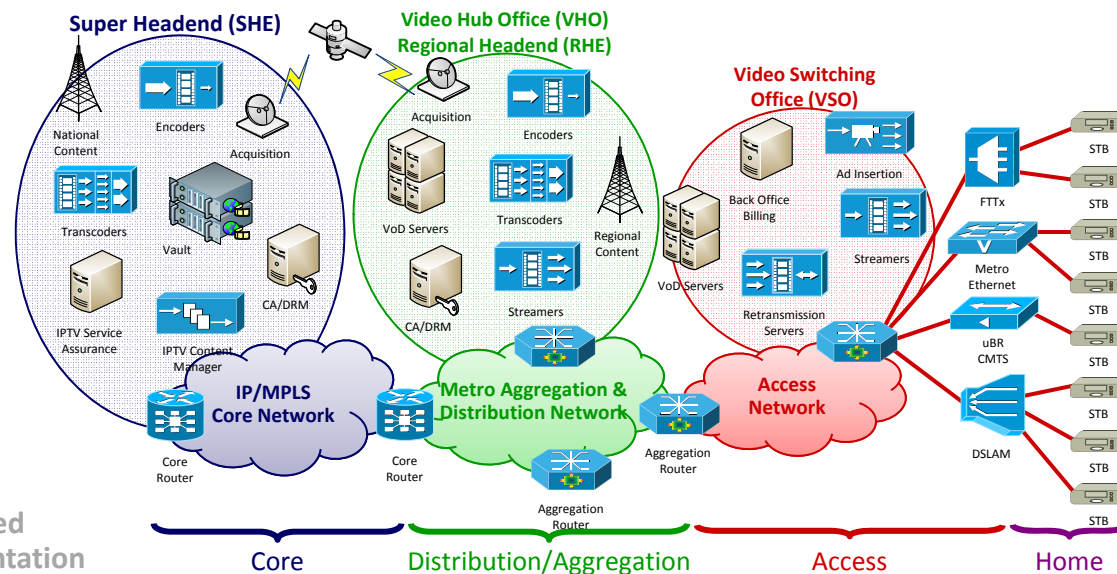 Super Headend (SHE)
National
Content
Encoders
Acquisition
Transcoders
Vault
IPTV Service
Assurance
IPTV Content
Manager
CA/DRM
Video Hub Office (VHO)
Regional Headend (RHE)
Acquisition
Encoders
VoD Servers
Transcoders
Regional
Content
CA/DRM
Streamers
Video Switching
Office (VSO)
Back Office
Billing
Ad Insertion
VoD Servers
Streamers
Retransmission
Servers
FTTx
Metro
Ethernet
uBR
CMTS
DSLAM
STB
STB
STB
STB
STB
STB
STB
STB
IP/MPLS
Core Network
Metro Aggregation &
Distribution Network
Access
Network
Core
Router
Core
Router
Aggregation
Router
Aggregation
Router
Core
Distribution/Aggregation
Access
Home
ed
ntation